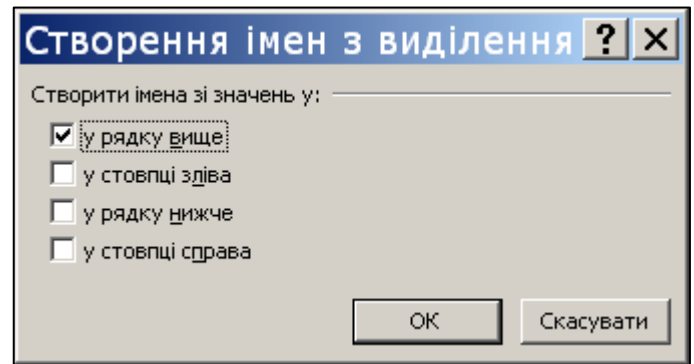 Створення імен з виділення
Створити імена зі значень у:
у рядку вище
у стовпці зліва
у рядку нижче
у стовпці справа
ОК Скасувати